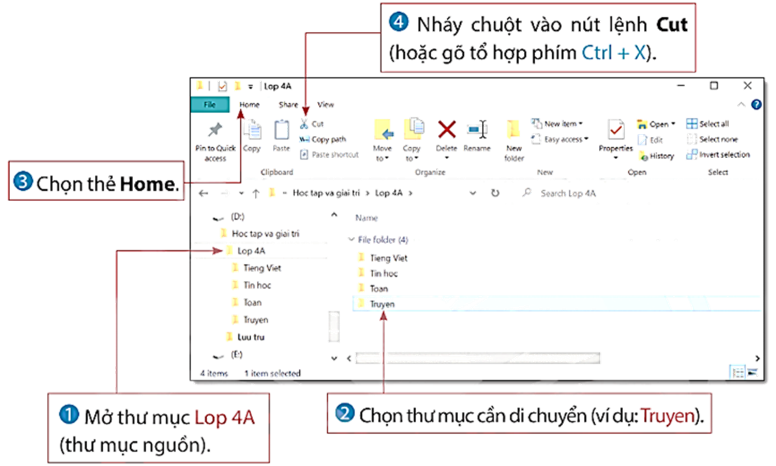 4 Nháy chuột vào nút lệnh Cut
(hoặc gõ tổ hợp phím Ctrl + X).
Lop 4A
File Home Share View
Pin to Quick
access
Copy
Paste
Cut
Copy path
Paste shortcut
Clipboard
Move
to
Copy
to
Delete
Rename
Organize
New
folder
New item
Easy access
New
Properties
Open
Edit
History
Open
Select all
Select none
Invert selection
Select
3 Chọn thẻ Home.
Hoc tap va giai tri > Lop 4A >
Search Lop 4A
(D:)
Hoc tap va giai tri
Lop 4A
Tieng Viet
Tin hoc
Toan
Truyen
Luu tru
(E:)
Name
File folder (4)
Tieng Viet
Tin hoc
Toan
Truyen
4 items 1 item selected
1 Mở thư mục Lop 4A
(thư mục nguồn).
2 Chọn thư mục cần di chuyển (ví dụ: Truyen).